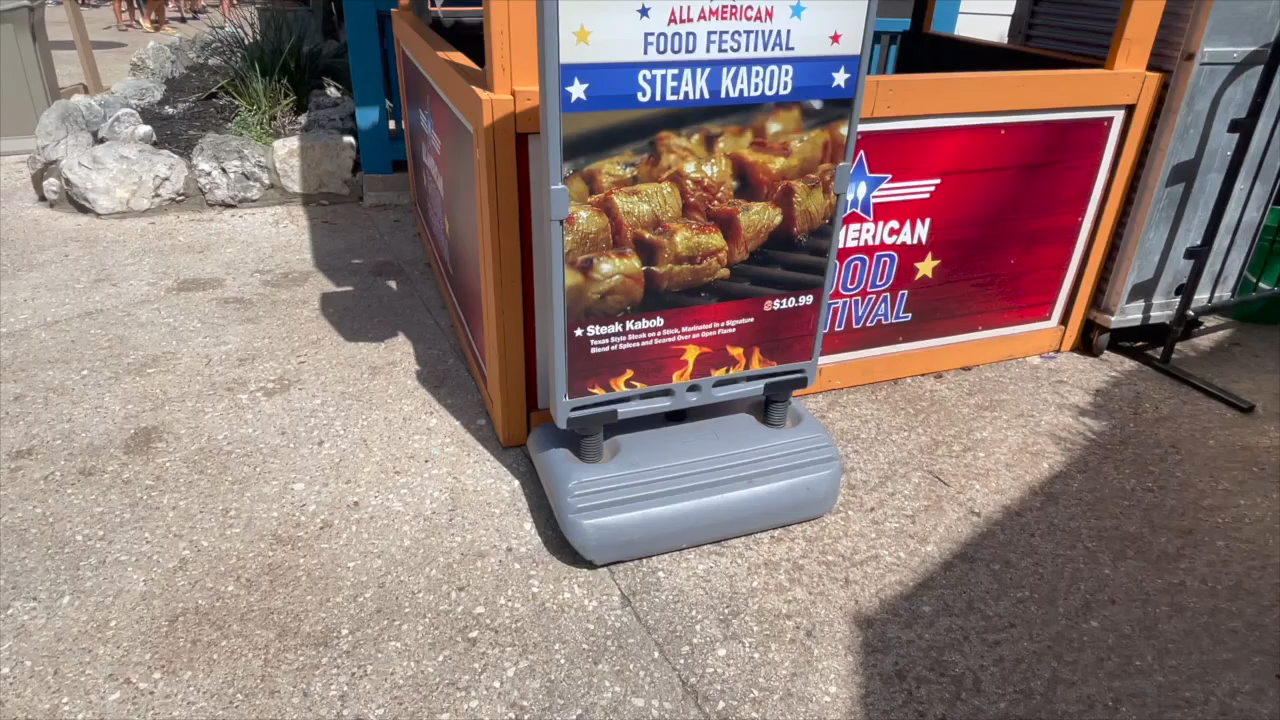 ALL AMERICAN
FOOD FESTIVAL
STEAK KABOB
$10.99
Steak Kabob
Texas Style Steak on a Stick, Marinated in a Signature
Blend of Spices and Seared Over an Open Flame
MERICAN
OOD
TIVAL